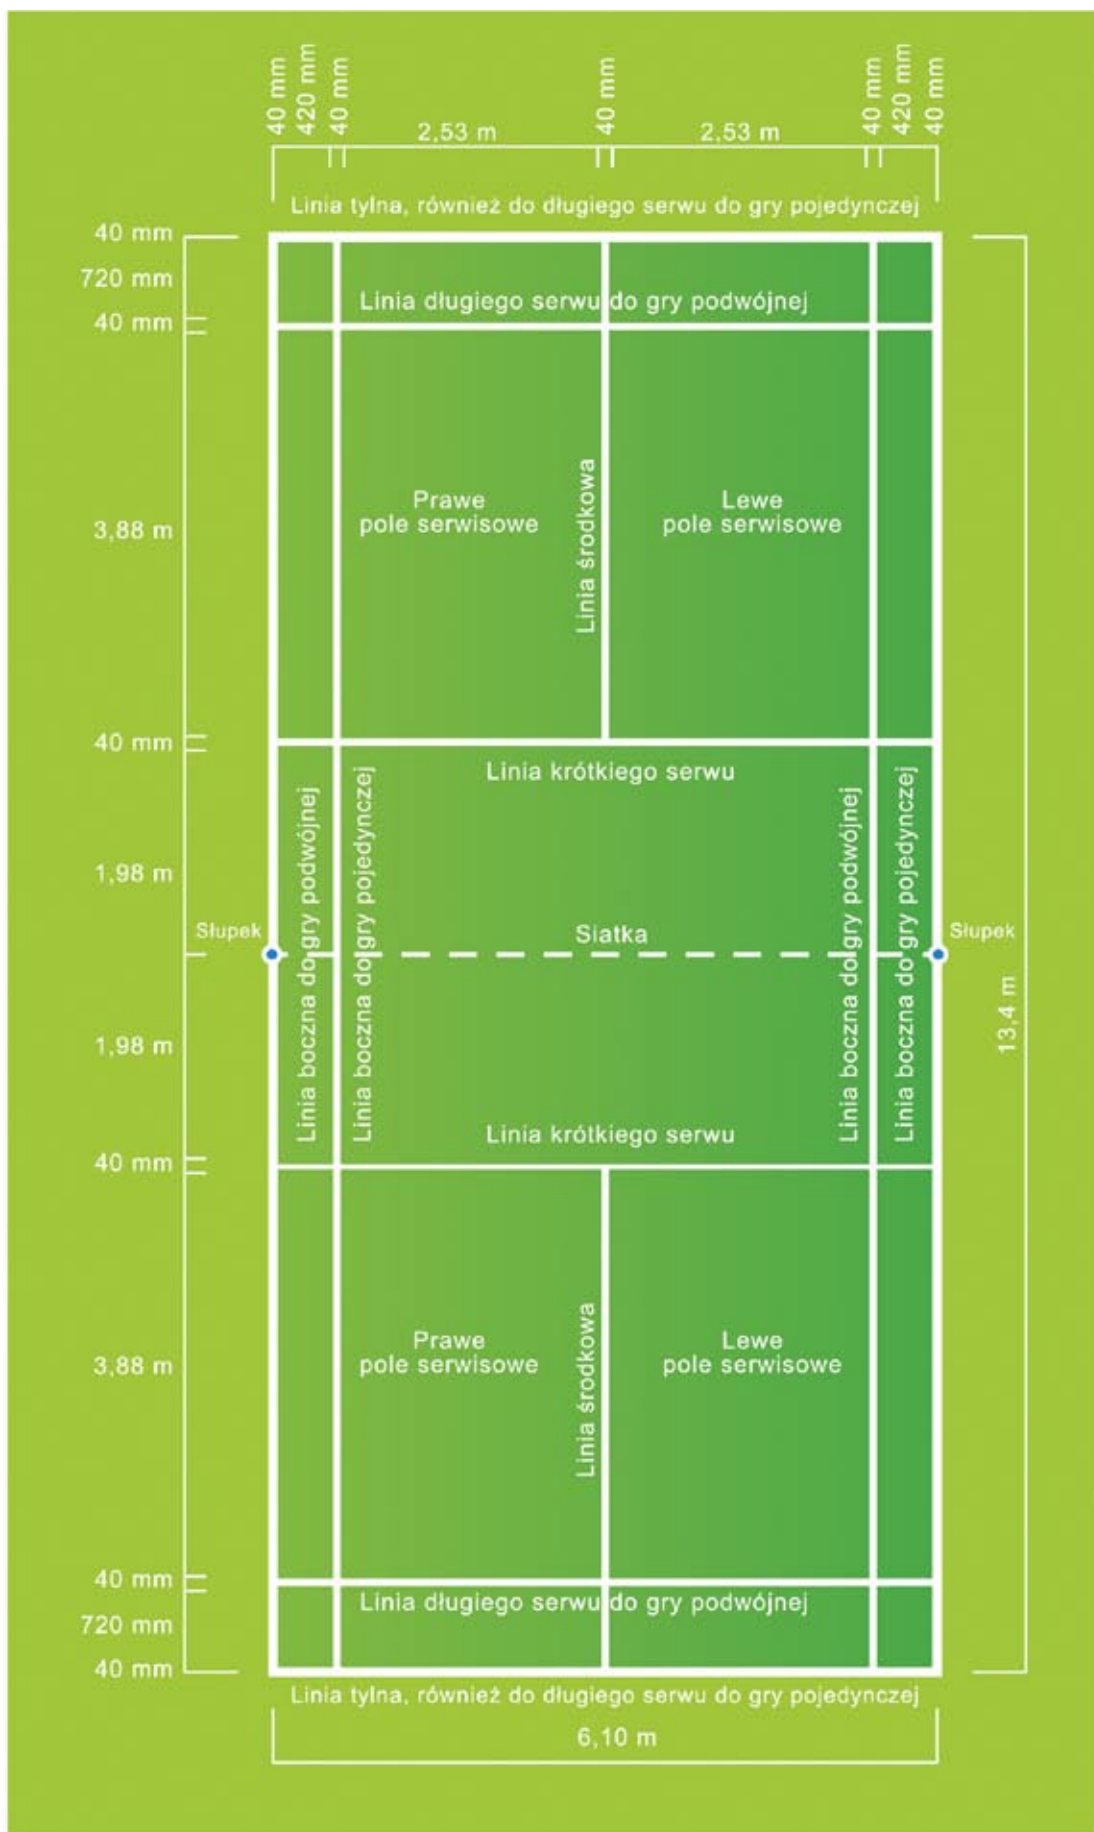 40 mm
420 mm
40 mm
2,53 m
40 mm
2,53 m
40 mm
420 mm
40 mm
Linia tylna, również do długiego serwu do gry pojedynczej
40 mm
720 mm
40 mm
Linia długiego serwu do gry podwójnej
3,88 m
Prawe
pole serwisowe
Linia środkowa
Lewe
pole serwisowe
40 mm
Linia krótkiego serwu
1,98 m
Linia boczna do gry podwójnej
Linia boczna do gry pojedynczej
Linia boczna do gry podwójnej
Linia boczna do gry pojedynczej
Słupek
Siatka
Słupek
13,4 m
1,98 m
Linia krótkiego serwu
40 mm
3,88 m
Prawe
pole serwisowe
Linia środkowa
Lewe
pole serwisowe
40 mm
Linia długiego serwu do gry podwójnej
720 mm
40 mm
Linia tylna, również do długiego serwu do gry pojedynczej
6,10 m